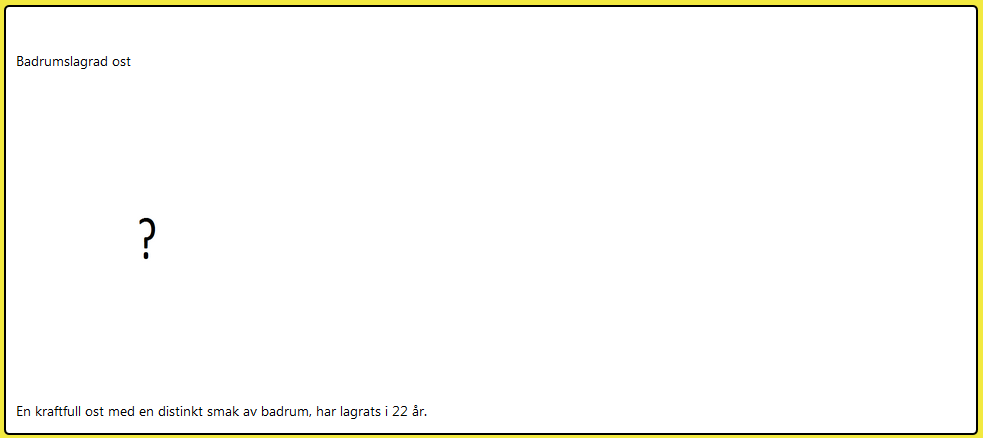 Badrumslagrad ost
?
En kraftfull ost med en distinkt smak av badrum, har lagrats i 22 år.